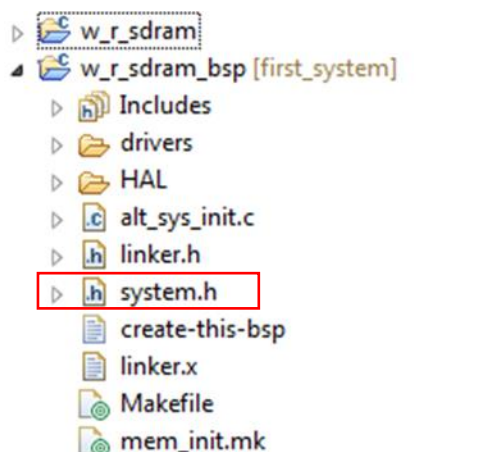 w_r_sdram
w_r_sdram_bsp [first_system]
Includes
drivers
HAL
alt_sys_init.c
linker.h
system.h
create-this-bsp
linker.x
Makefile
mem_init.mk